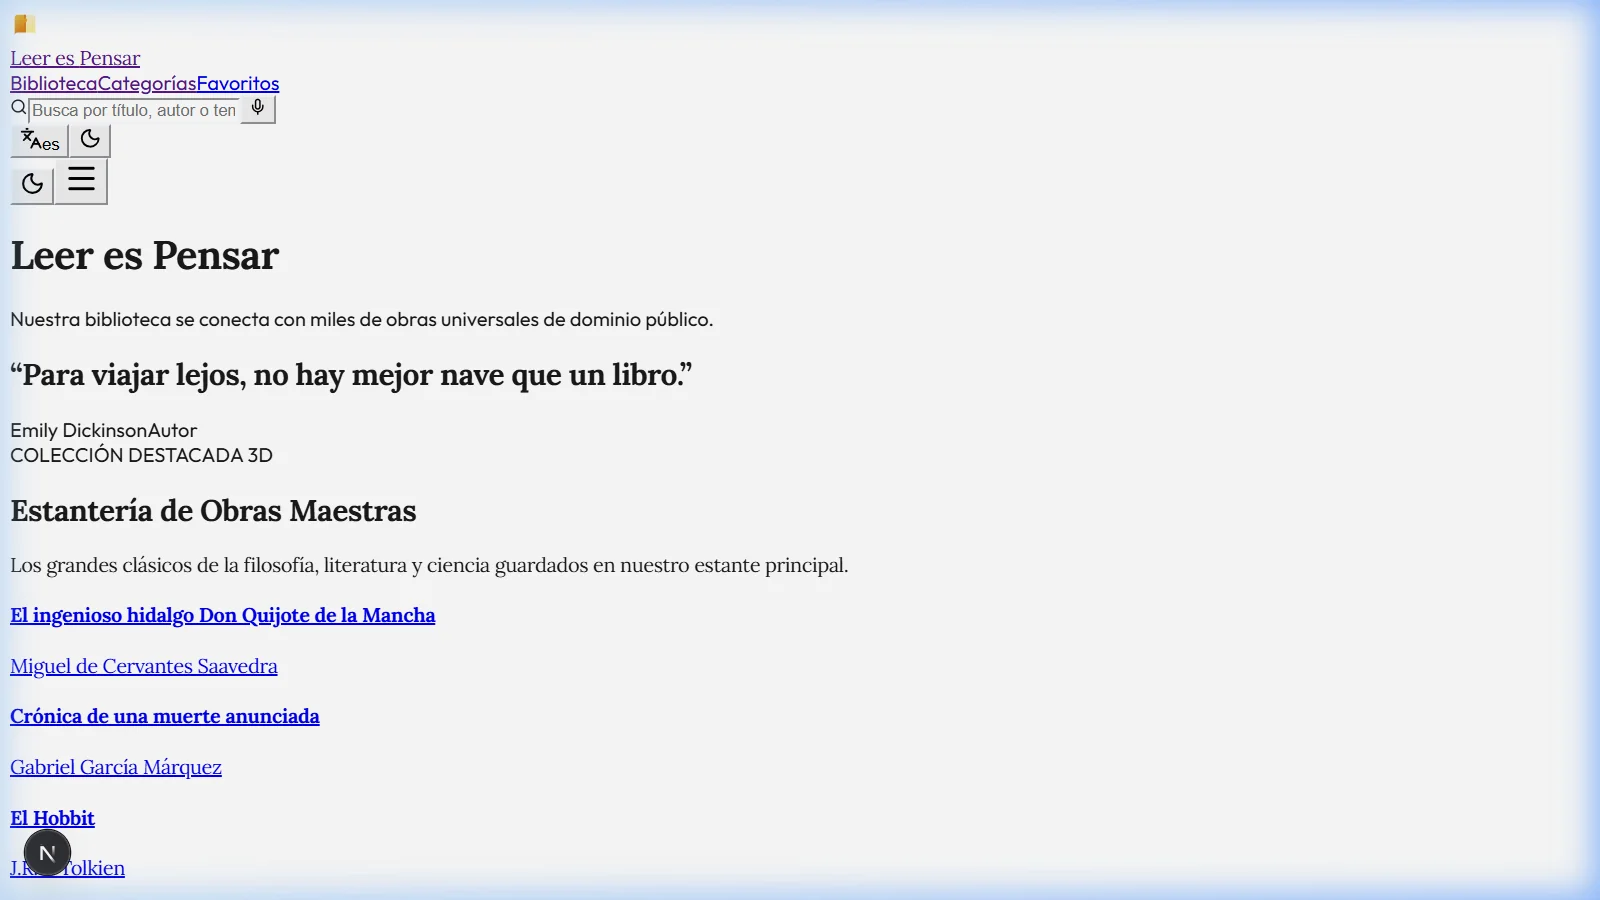 Leer es Pensar
BibliotecaCategoríasFavoritos
Busca por título, autor o ten
es
Leer es Pensar
Nuestra biblioteca se conecta con miles de obras universales de dominio público.
“Para viajar lejos, no hay mejor nave que un libro.”
Emily DickinsonAutor
COLECCIÓN DESTACADA 3D
Estantería de Obras Maestras
Los grandes clásicos de la filosofía, literatura y ciencia guardados en nuestro estante principal.
El ingenioso hidalgo Don Quijote de la Mancha
Miguel de Cervantes Saavedra
Crónica de una muerte anunciada
Gabriel García Márquez
El Hobbit
N
Tolkien